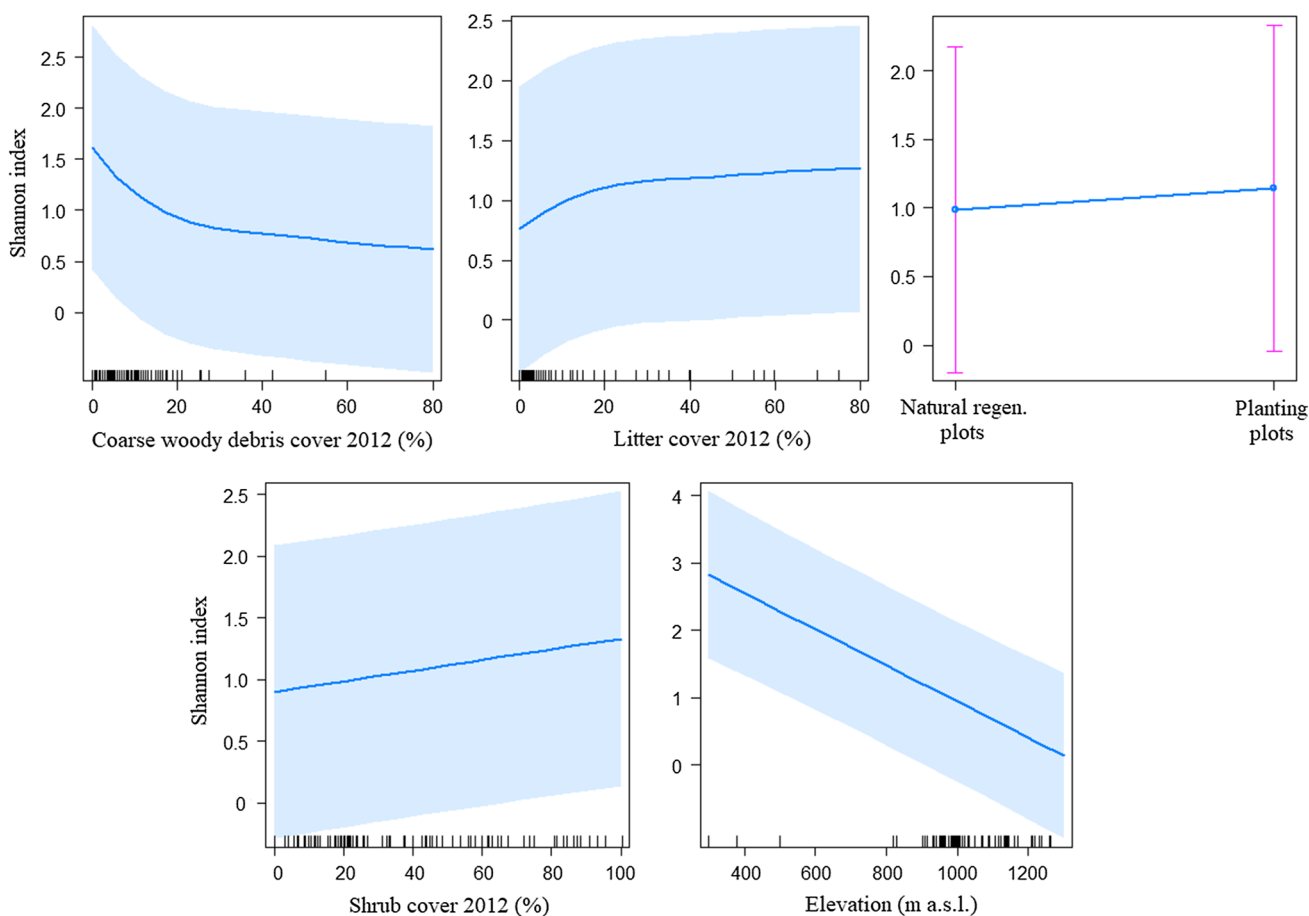 Shannon index
2.5
2.0
1.5
1.0
0.5
0
0 20 40 60 80
Coarse woody debris cover 2012 (%)
2.5
2.0
1.5
1.0
0.5
0
0 20 40 60 80
Litter cover 2012 (%)
2.0
1.5
1.0
0.5
0
Natural regen.
plots
Planting
plots
Shannon index
2.5
2.0
1.5
1.0
0.5
0
0 20 40 60 80 100
Shrub cover 2012 (%)
4
3
2
1
0
400 600 800 1000 1200
Elevation (m a.s.l.)